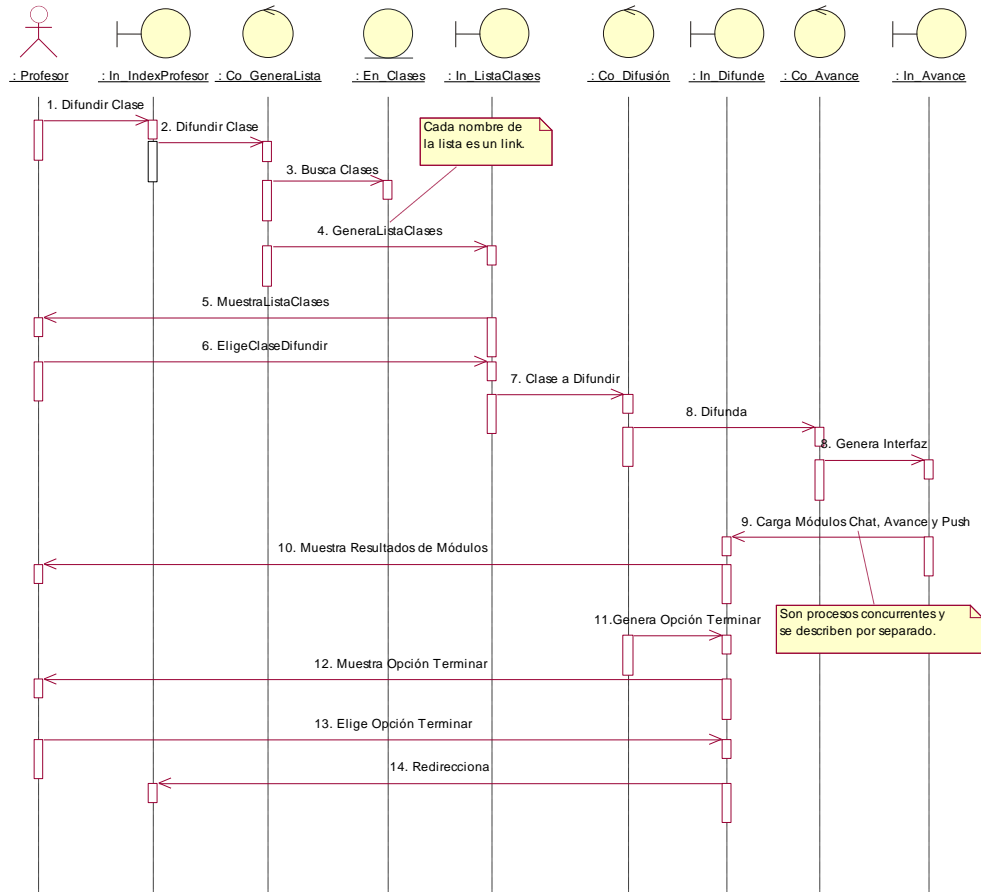 : Profesor
: In_IndexProfesor
: Co_GeneraLista
: En_Clases
: In_ListaClases
: Co_Difusión
: In_Difunde
: Co_Avance
: In_Avance
1. Difundir Clase
2. Difundir Clase
Cada nombre de
la lista es un link.
3. Busca Clases
4. GeneraListaClases
5. MuestraListaClases
6. EligeClaseDifundir
7. Clase a Difundir
8. Difunda
8. Genera Interfaz
9. Carga Módulos Chat, Avance y Push
10. Muestra Resultados de Módulos
Son procesos concurrentes y
se describen por separado.
11.Genera Opción Terminar
12. Muestra Opción Terminar
13. Elige Opción Terminar
14. Redirecciona